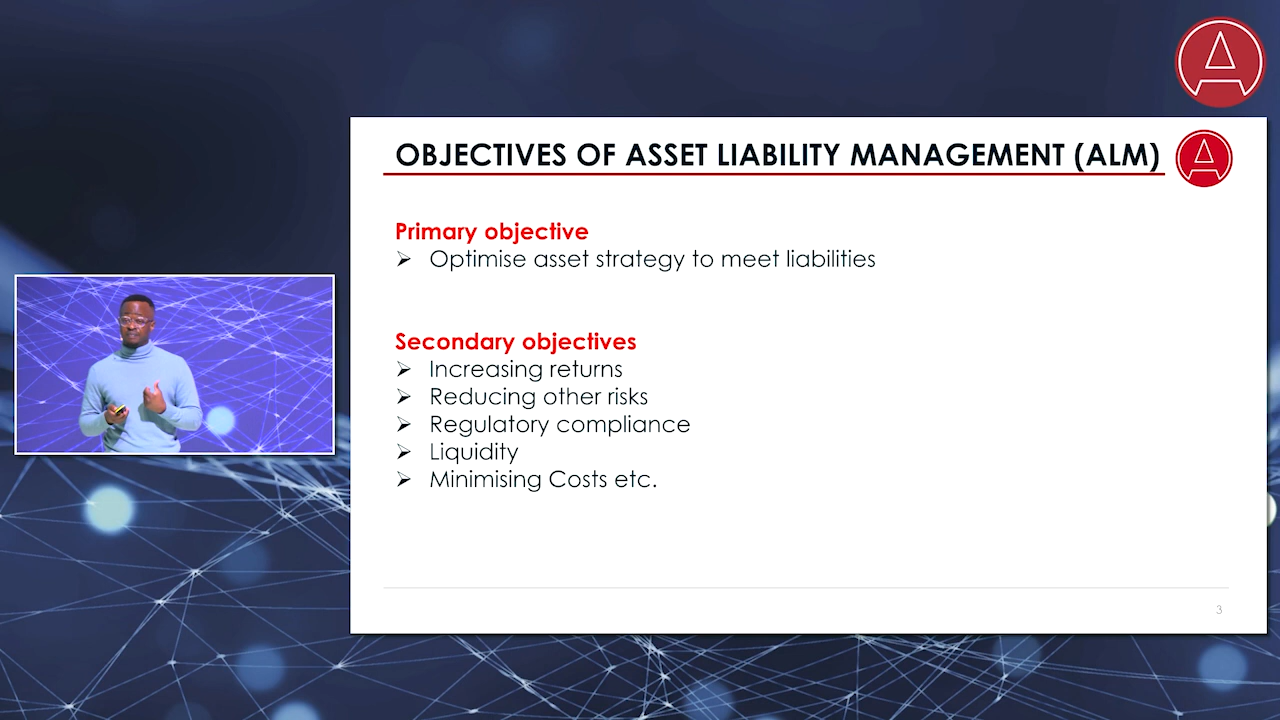 OBJECTIVES OF ASSET LIABILITY MANAGEMENT (ALM)
Primary objective
➢ Optimise asset strategy to meet liabilities
Secondary objectives
➢ Increasing returns
➢ Reducing other risks
➢ Regulatory compliance
➢ Liquidity
➢ Minimising Costs etc.
3